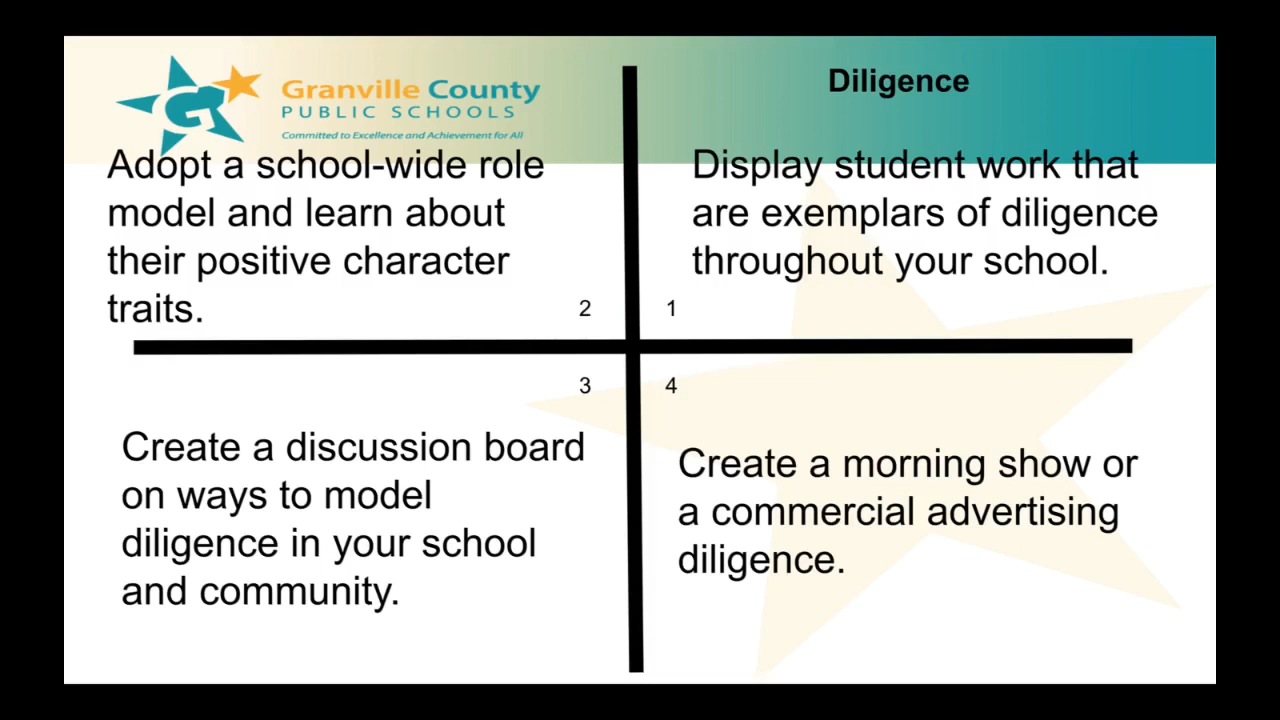 Granville County
PUBLIC SCHOOLS
Committed to Excellence and Achievement for All
Diligence
Adopt a school-wide role
model and learn about
their positive character
traits.
2
Display student work that
are exemplars of diligence
throughout your school.
1
3
Create a discussion board
on ways to model
diligence in your school
and community.
4
Create a morning show or
a commercial advertising
diligence.